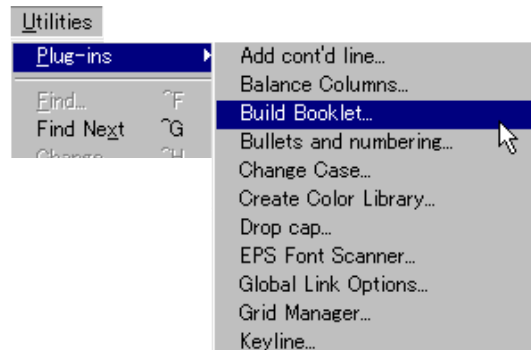 Utilities
Plug-ins
Find... ^F
Find Next ^G
Change... ^H
Add cont'd line...
Balance Columns...
Build Booklet...
Bullets and numbering...
Change Case...
Create Color Library...
Drop cap...
EPS Font Scanner...
Global Link Options...
Grid Manager...
Keyline...